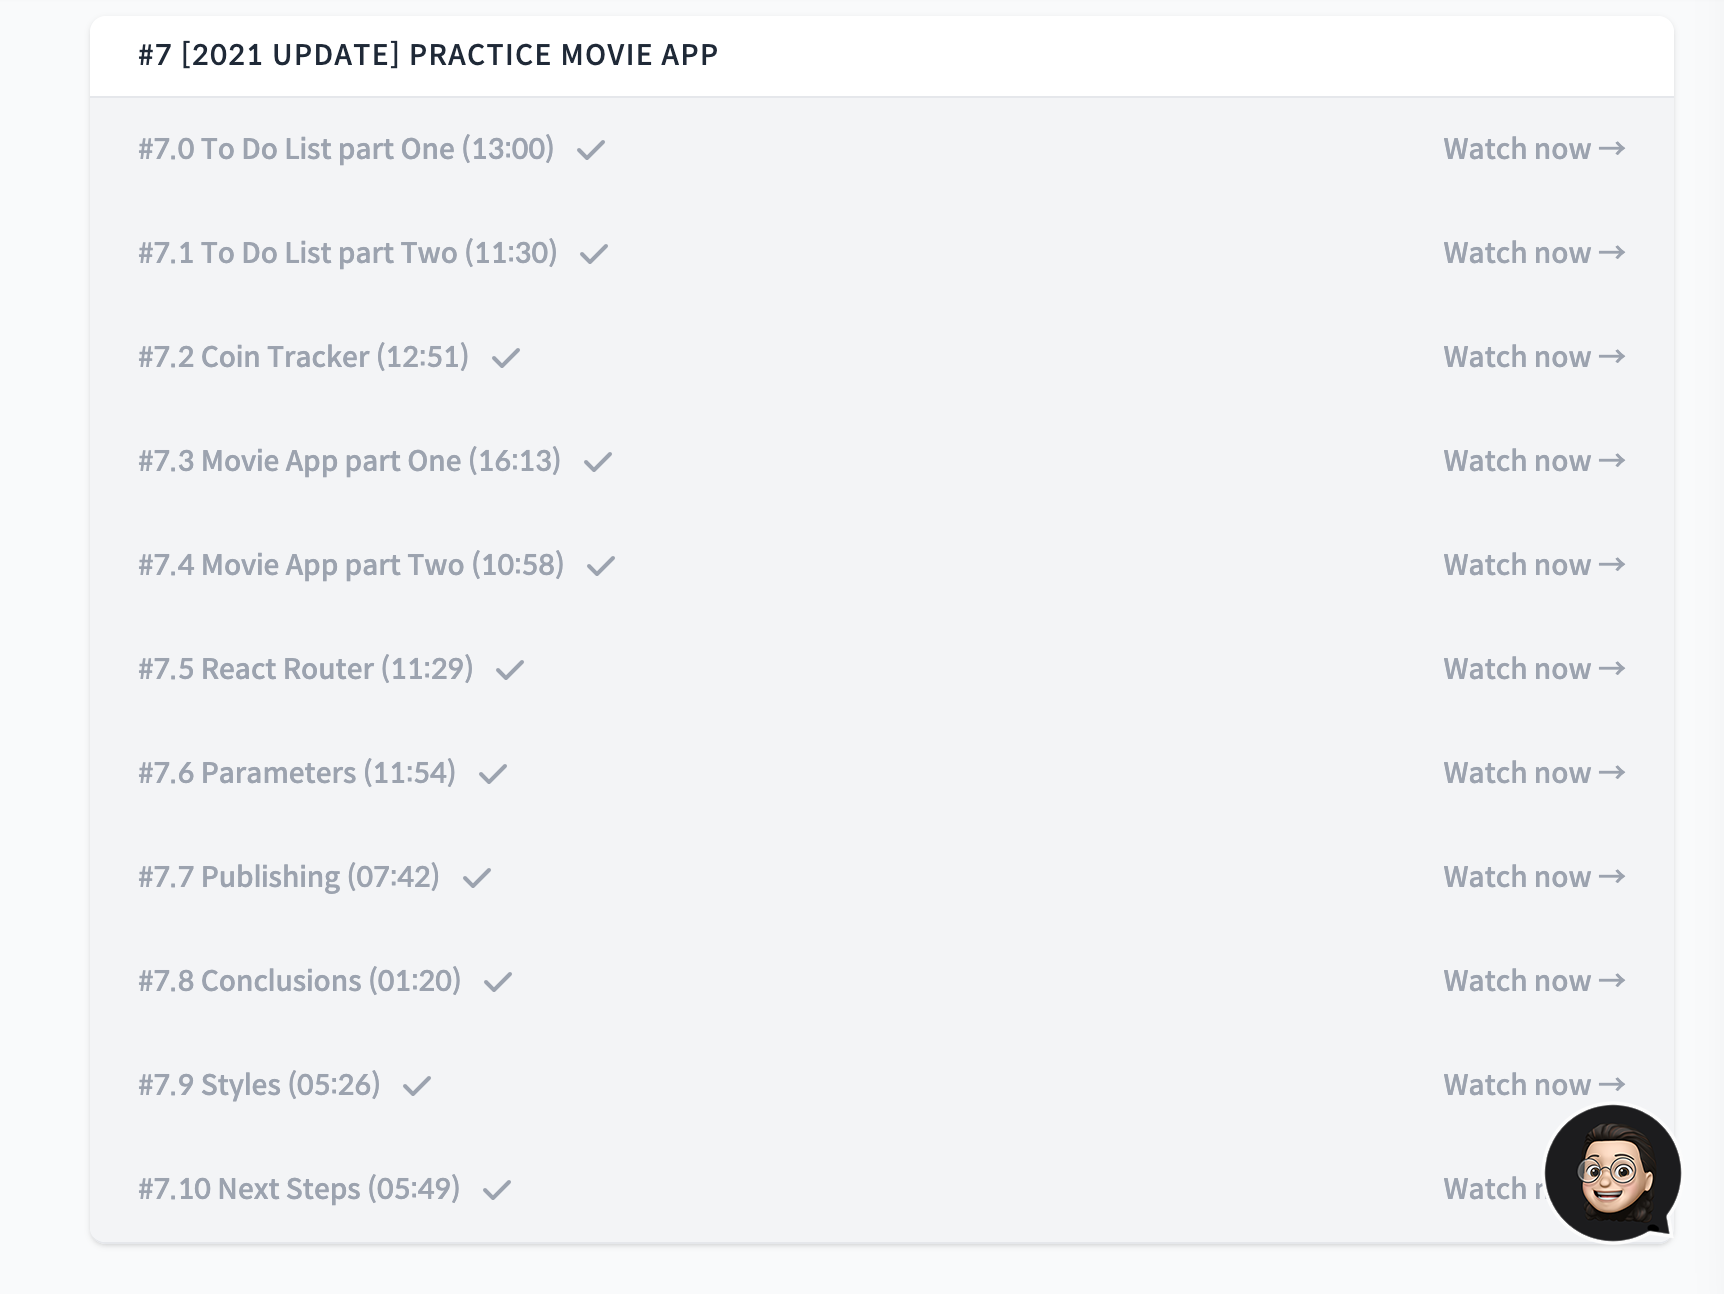 #7 [2021 UPDATE] PRACTICE MOVIE APP
#7.0 To Do List part One (13:00) ✓ Watch now →
#7.1 To Do List part Two (11:30) ✓ Watch now →
#7.2 Coin Tracker (12:51) ✓ Watch now →
#7.3 Movie App part One (16:13) ✓ Watch now →
#7.4 Movie App part Two (10:58) ✓ Watch now →
#7.5 React Router (11:29) ✓ Watch now →
#7.6 Parameters (11:54) ✓ Watch now →
#7.7 Publishing (07:42) ✓ Watch now →
#7.8 Conclusions (01:20) ✓ Watch now →
#7.9 Styles (05:26) ✓ Watch now →
#7.10 Next Steps (05:49) ✓ Watch